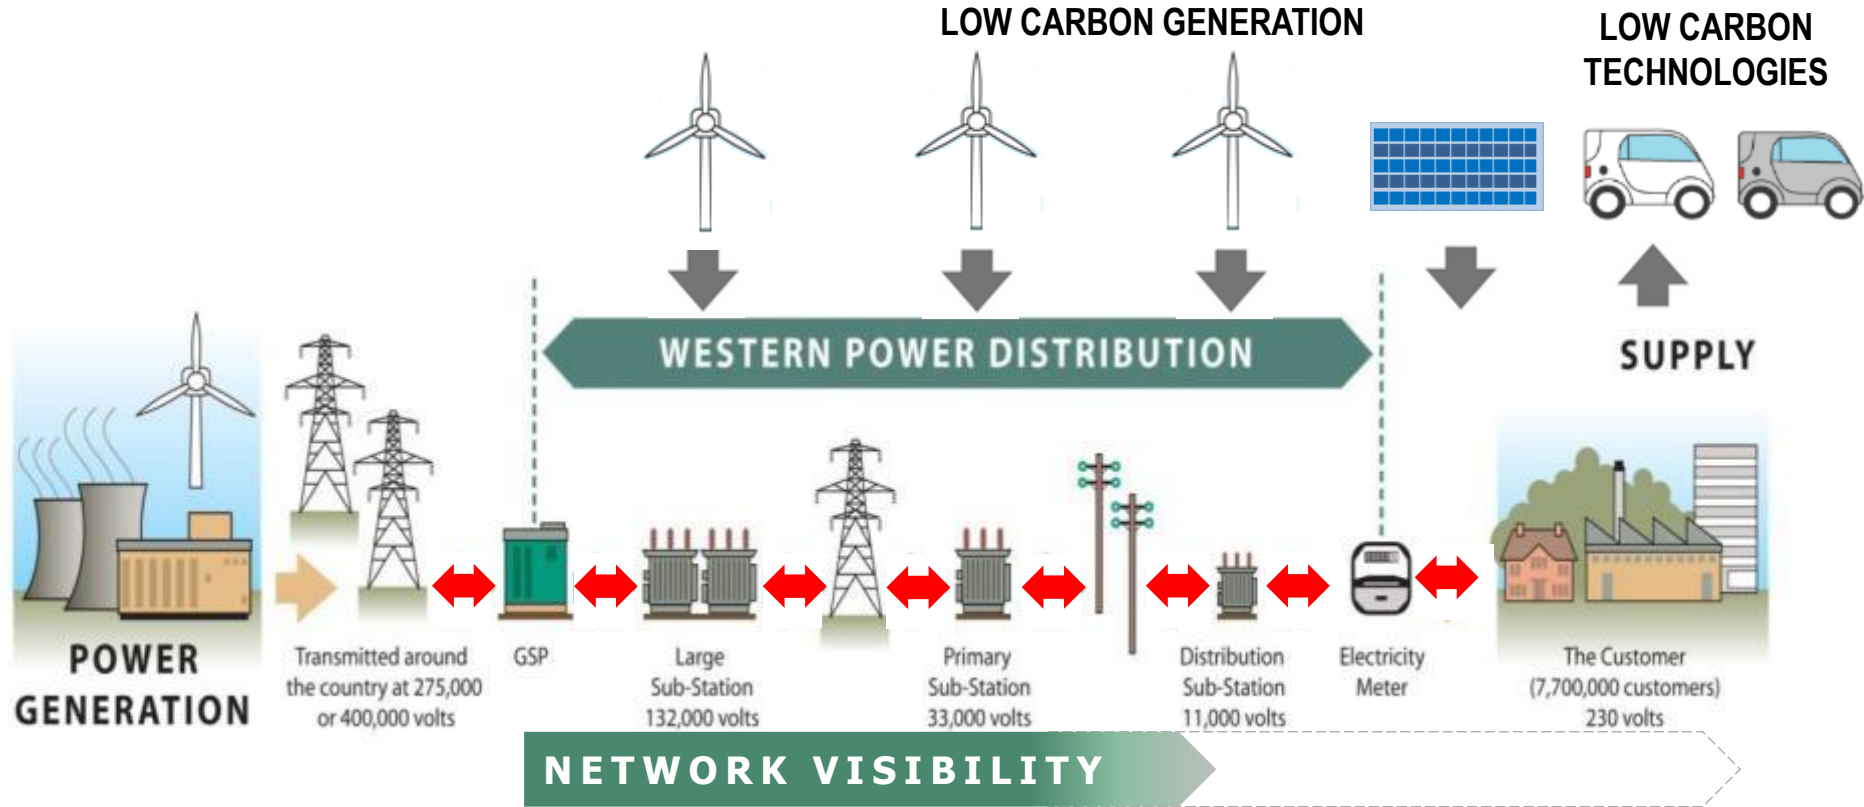 LOW CARBON GENERATION
LOW CARBON
TECHNOLOGIES
WESTERN POWER DISTRIBUTION
SUPPLY
POWER
GENERATION
Transmitted around
the country at 275,000
or 400,000 volts
GSP
Large
Sub-Station
132,000 volts
Primary
Sub-Station
33,000 volts
Distribution
Sub-Station
11,000 volts
Electricity
Meter
The Customer
(7,700,000 customers)
230 volts
NETWORK VISIBILITY